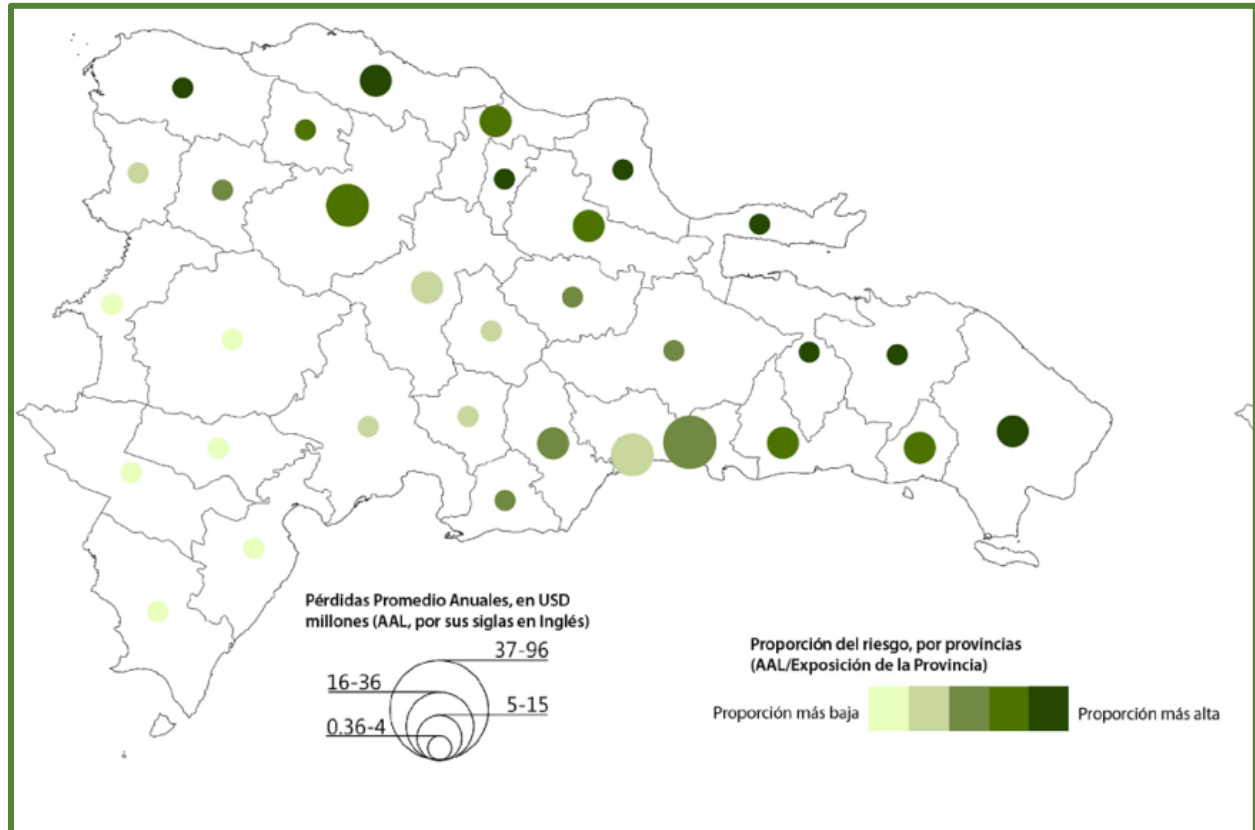 Pérdidas Promedio Anuales, en USD
millones (AAL, por sus siglas en Inglés)
37-96
16-36
5-15
0.36-4
Proporción del riesgo, por provincias
(AAL/Exposición de la Provincia)
Proporción más baja
Proporción más alta